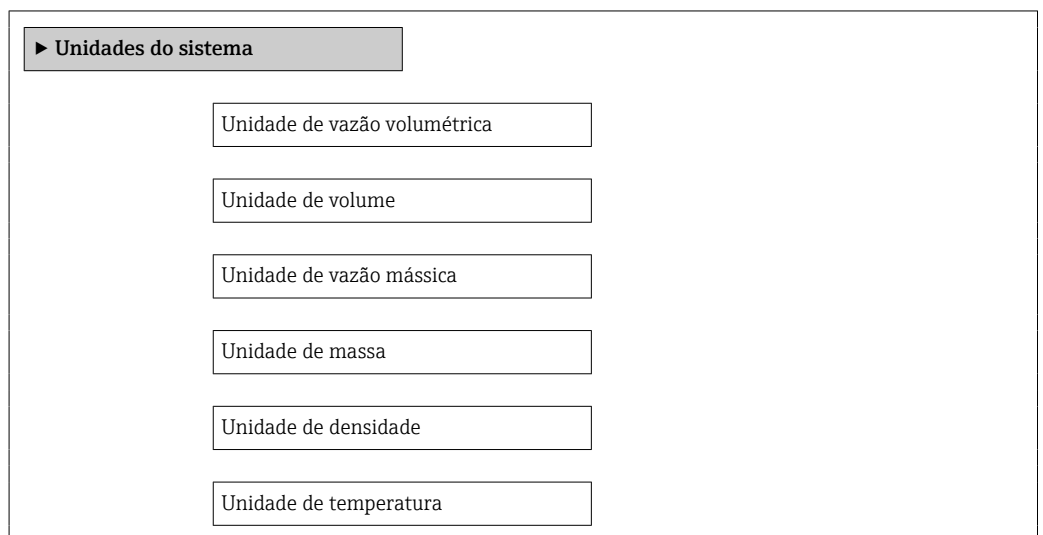 ▶ Unidades do sistema
Unidade de vazão volumétrica
Unidade de volume
Unidade de vazão mássica
Unidade de massa
Unidade de densidade
Unidade de temperatura